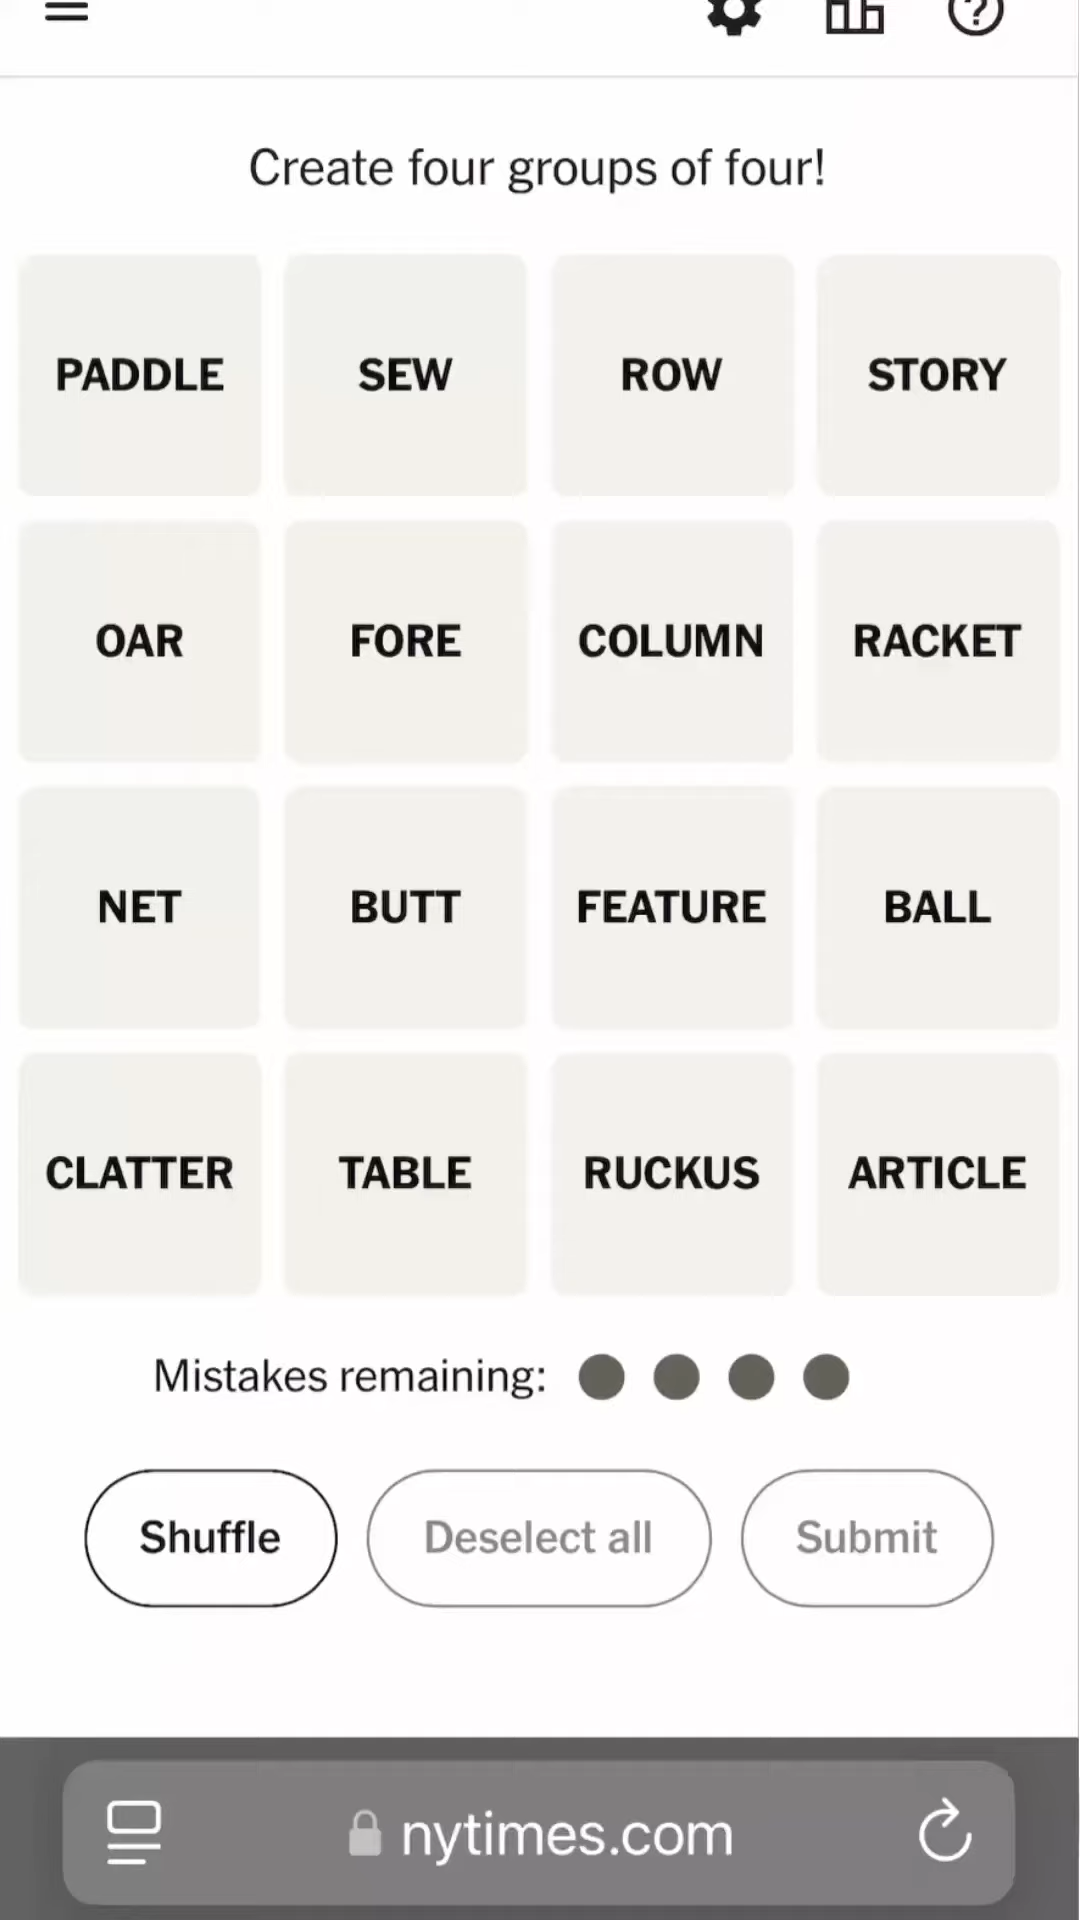 Create four groups of four!
PADDLE SEW ROW STORY
OAR FORE COLUMN RACKET
NET BUTT FEATURE BALL
CLATTER TABLE RUCKUS ARTICLE
Mistakes remaining:
Shuffle Deselect all Submit
nytimes.com